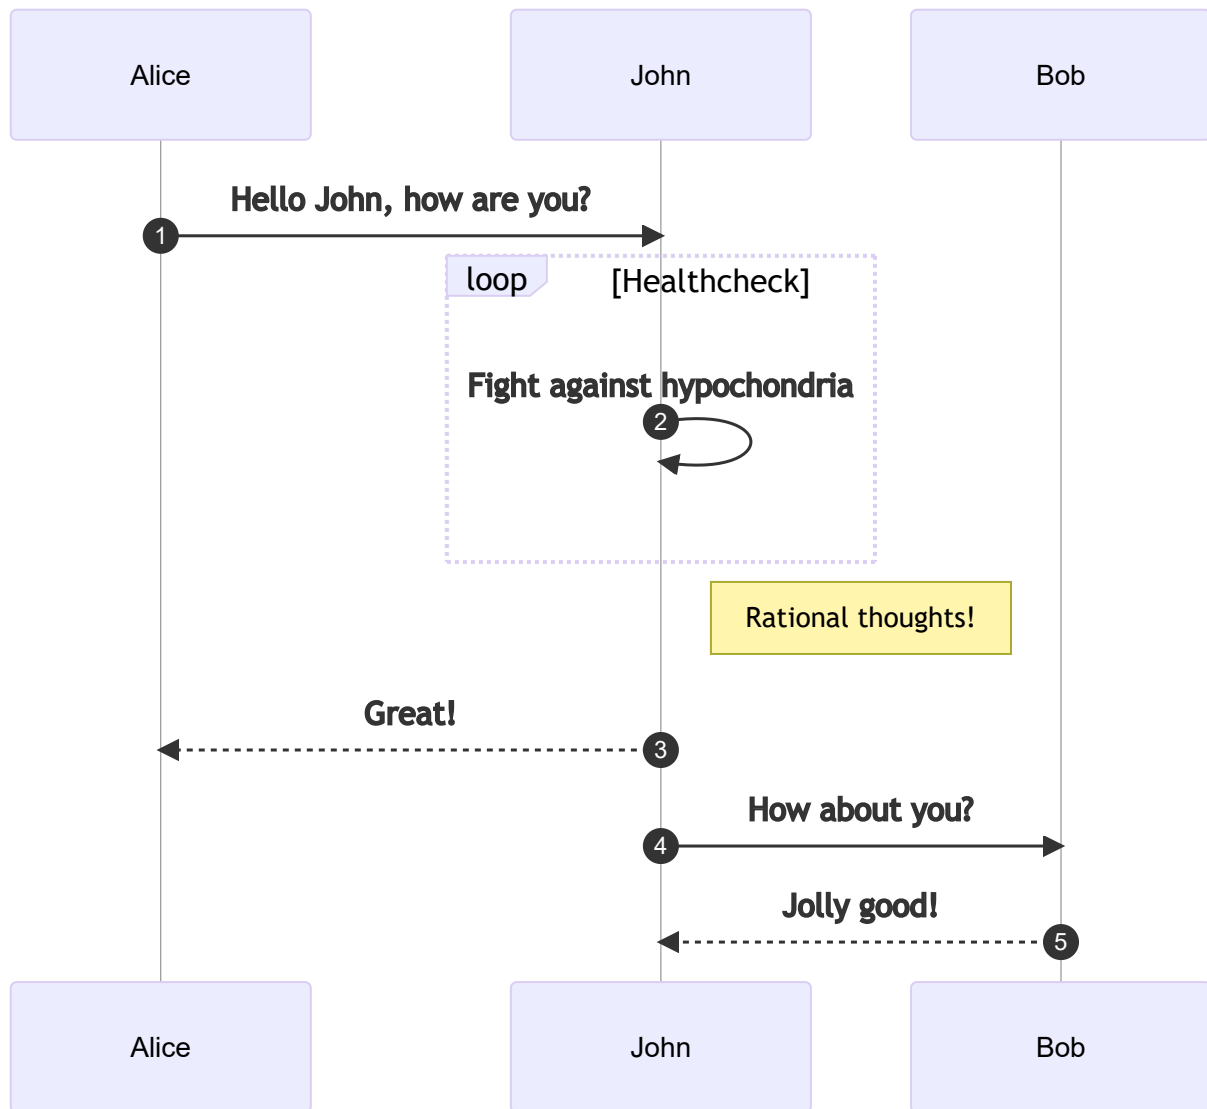 Alice
John
Bob
Hello John, how are you?
1
loop
[Healthcheck]
Fight against hypochondria
2
Rational thoughts!
Great!
3
How about you?
4
Jolly good!
5
Alice
John
Bob